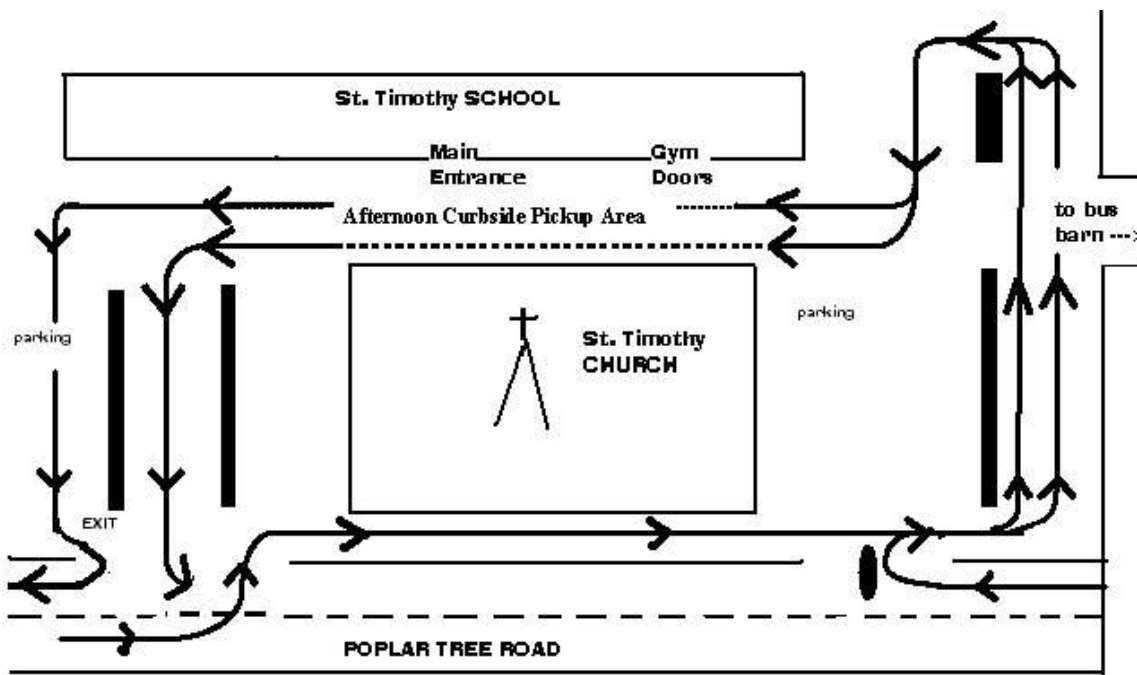 St. Timothy SCHOOL
Main
Entrance
Gym
Doors
Afternoon Curbside Pickup Area
to bus
barn --->
parking
parking
St. Timothy
CHURCH
EXIT
POPLAR TREE ROAD